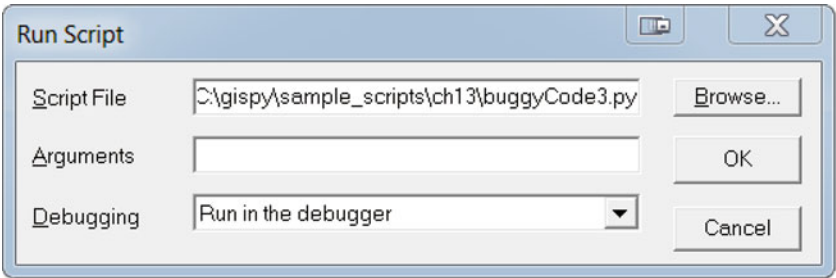 Run Script
Script File C:\gispy\sample_scripts\ch13\buggyCode3.py Browse...
Arguments OK
Debugging Run in the debugger Cancel